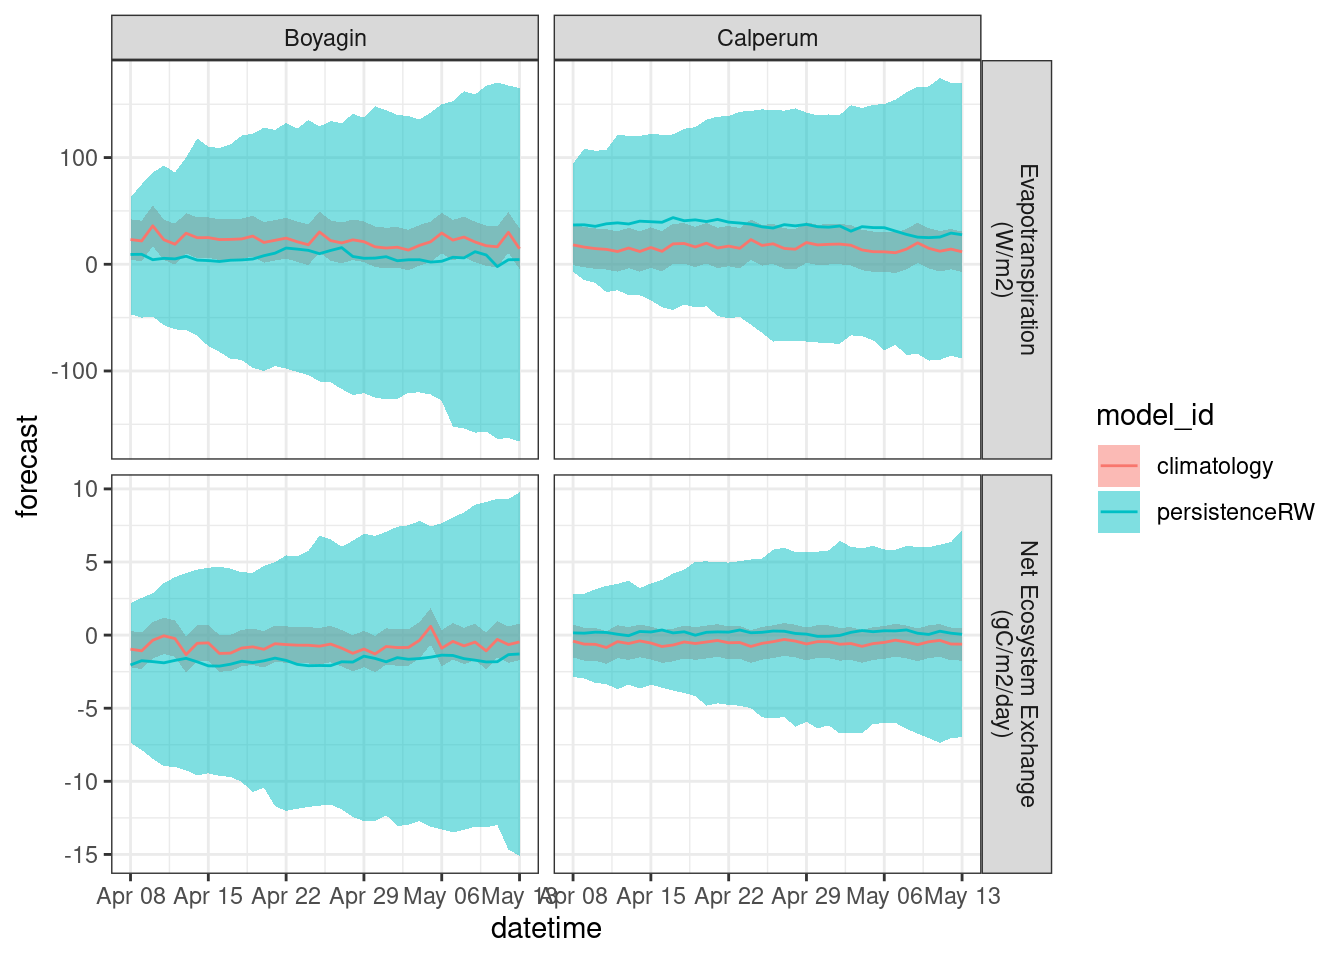 Boyagin
Calperum
100
0
-100
Evapotranspiration
(W/m2)
10
5
0
-5
-10
-15
Net Ecosystem Exchange
(gC/m2/day)
forecast
Apr 08 Apr 15 Apr 22 Apr 29 May 06 May 13
Apr 08 Apr 15 Apr 22 Apr 29 May 06 May 13
datetime
model_id
climatology
persistenceRW